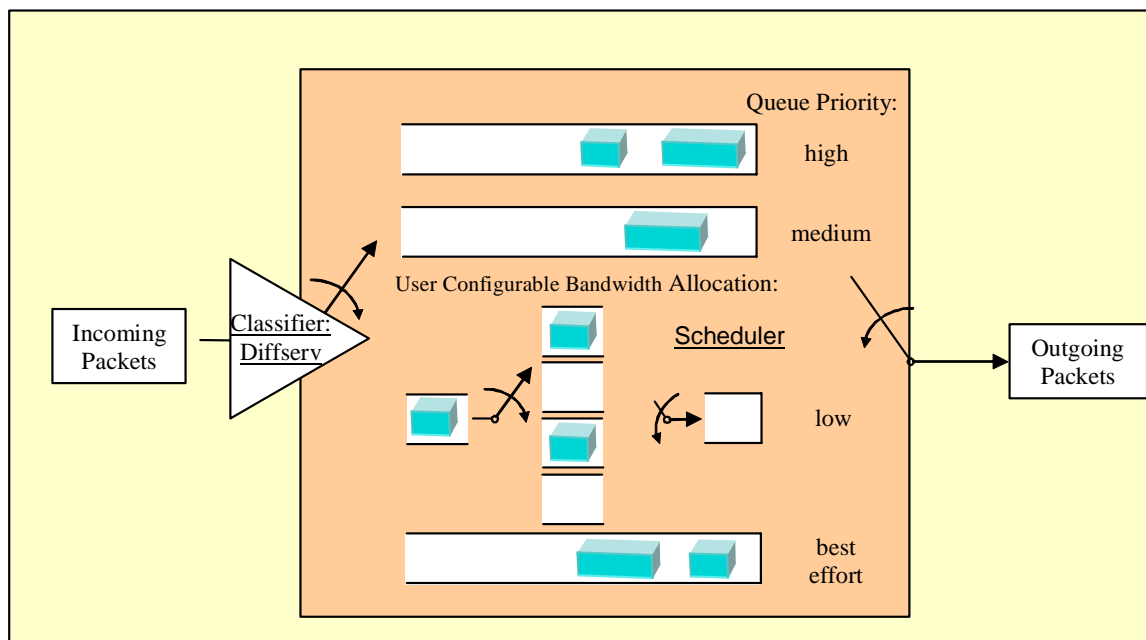 Queue Priority:
high
medium
User Configurable Bandwidth Allocation:
Classifier:
Diffserv
Incoming
Packets
Scheduler
Outgoing
Packets
low
best
effort